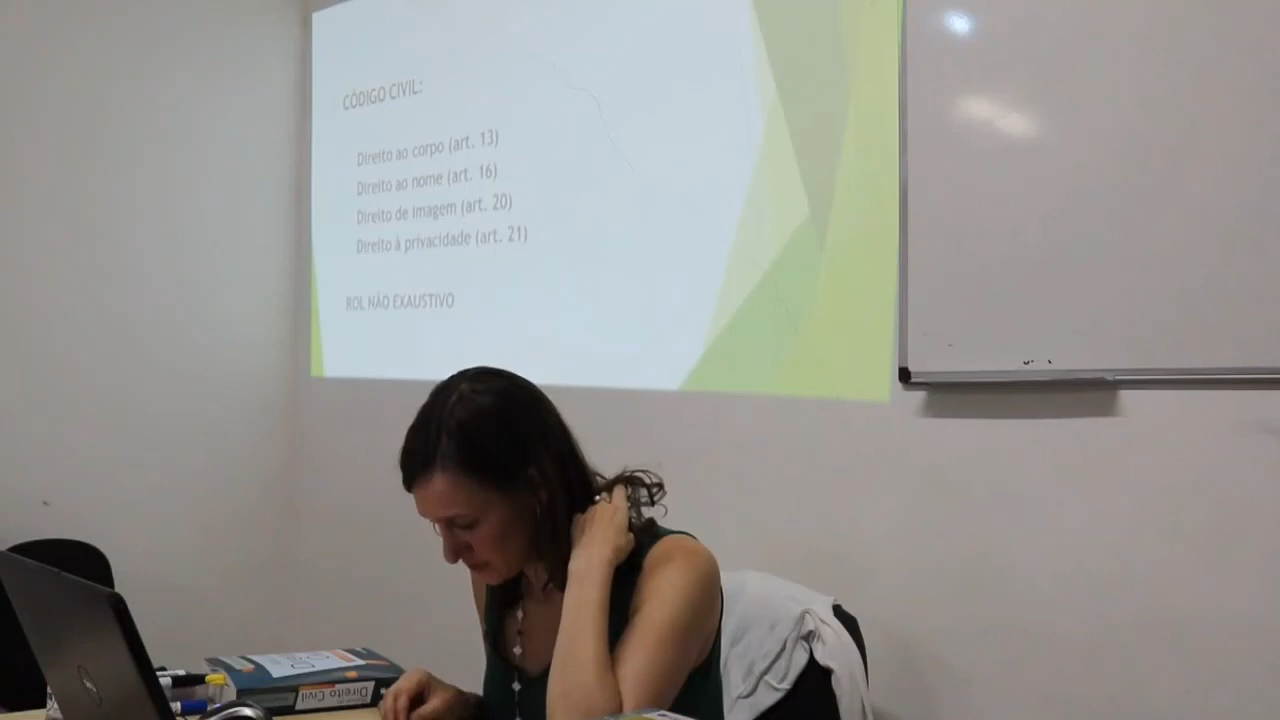 CÓDIGO CIVIL:
Direito ao corpo (art. 13)
Direito ao nome (art. 16)
Direito de imagem (art. 20)
Direito à privacidade (art. 21)
ROL NÃO EXAUSTIVO
Direito Civil